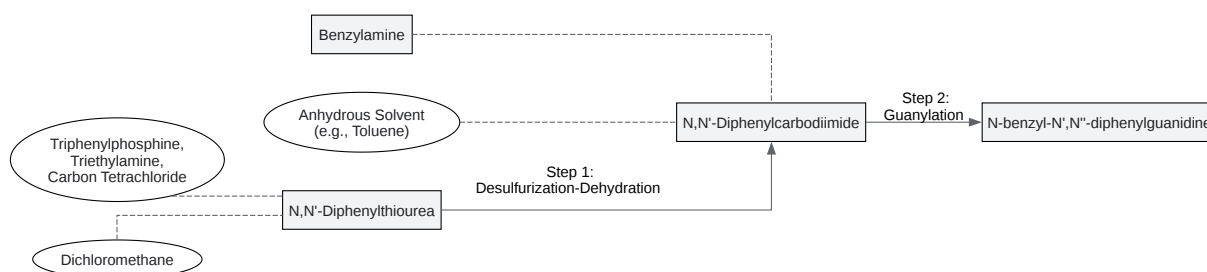 Benzylamine
Anhydrous Solvent
(e.g., Toluene)
N,N'-Diphenylcarbodiimide
Step 2:
Guanylation
N-benzyl-N',N''-diphenylguanidine
Triphenylphosphine,
Triethylamine,
Carbon Tetrachloride
Step 1:
Desulfurization-Dehydration
N,N'-Diphenylthiourea
Dichloromethane